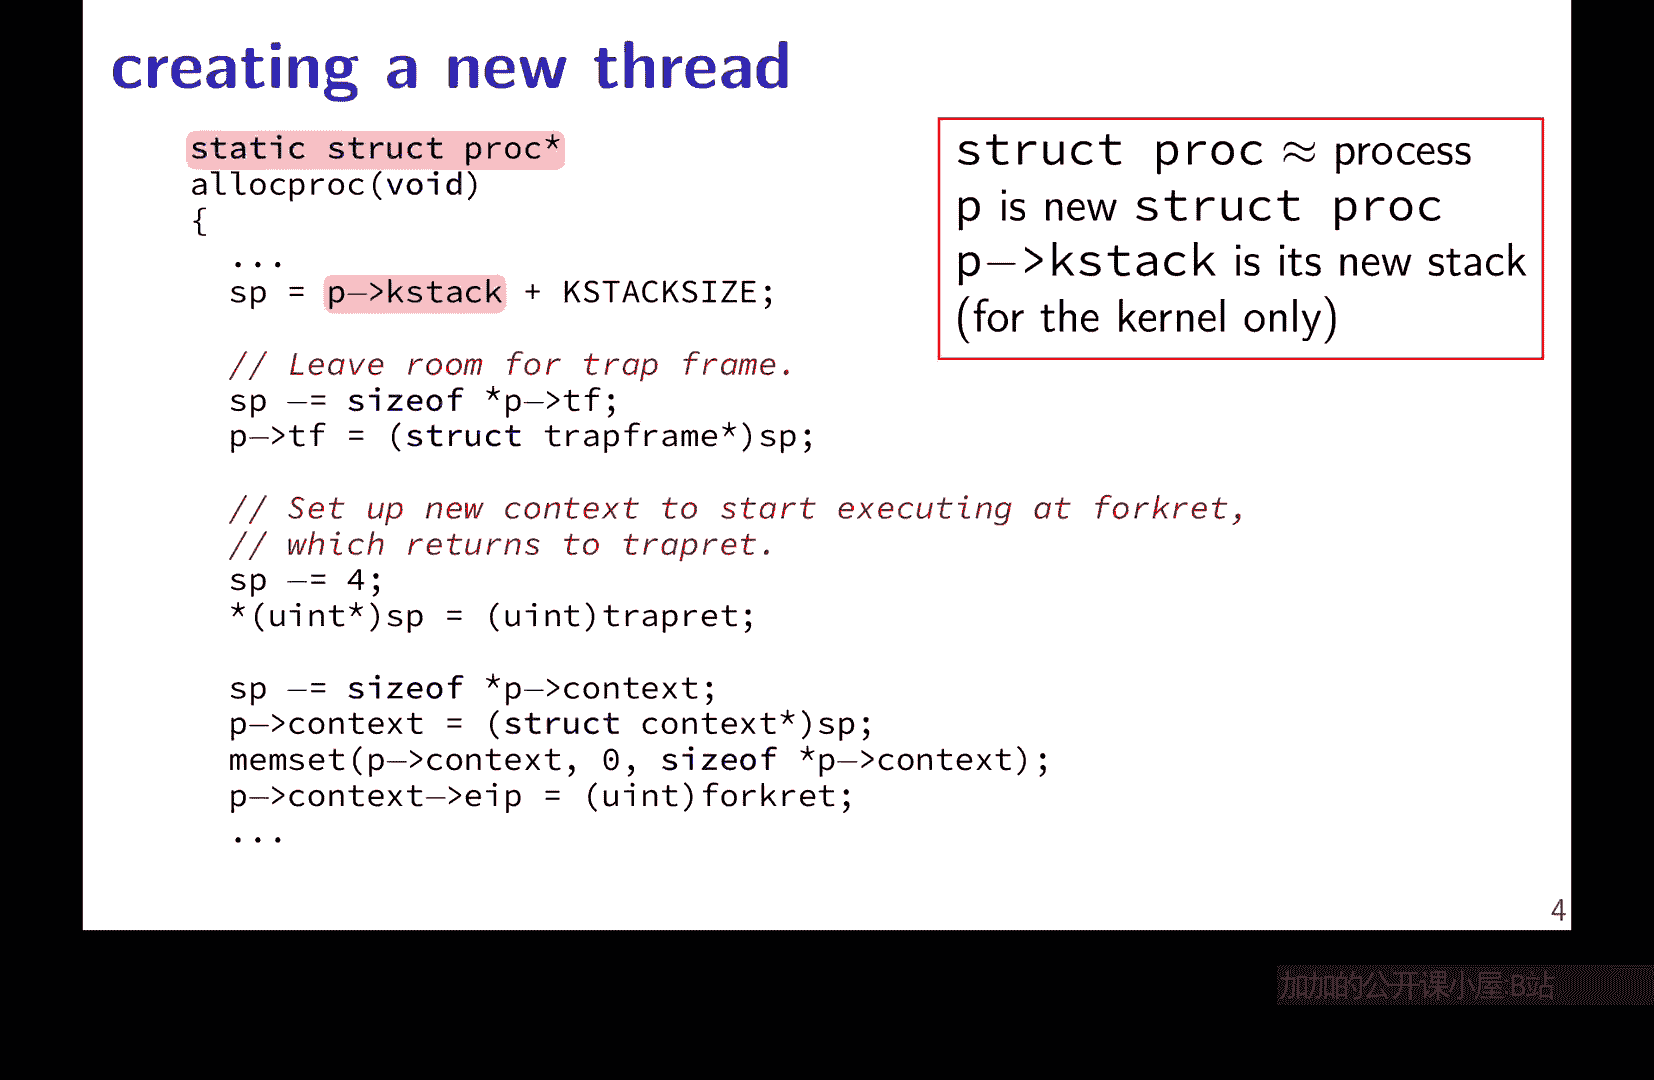 creating a new thread
static struct proc*
allocproc(void)
{
...
sp = p−>kstack + KSTACKSIZE;
// Leave room for trap frame.
sp −= sizeof *p−>tf;
p−>tf = (struct trapframe*)sp;
// Set up new context to start executing at forkret,
// which returns to trapret.
sp −= 4;
*(uint*)sp = (uint)trapret;
sp −= sizeof *p−>context;
p−>context = (struct context*)sp;
memset(p−>context, 0, sizeof *p−>context);
p−>context−>eip = (uint)forkret;
...
struct proc ≈ process
p is new struct proc
p−>kstack is its new stack
(for the kernel only)
4
加加的公开课小屋:B站